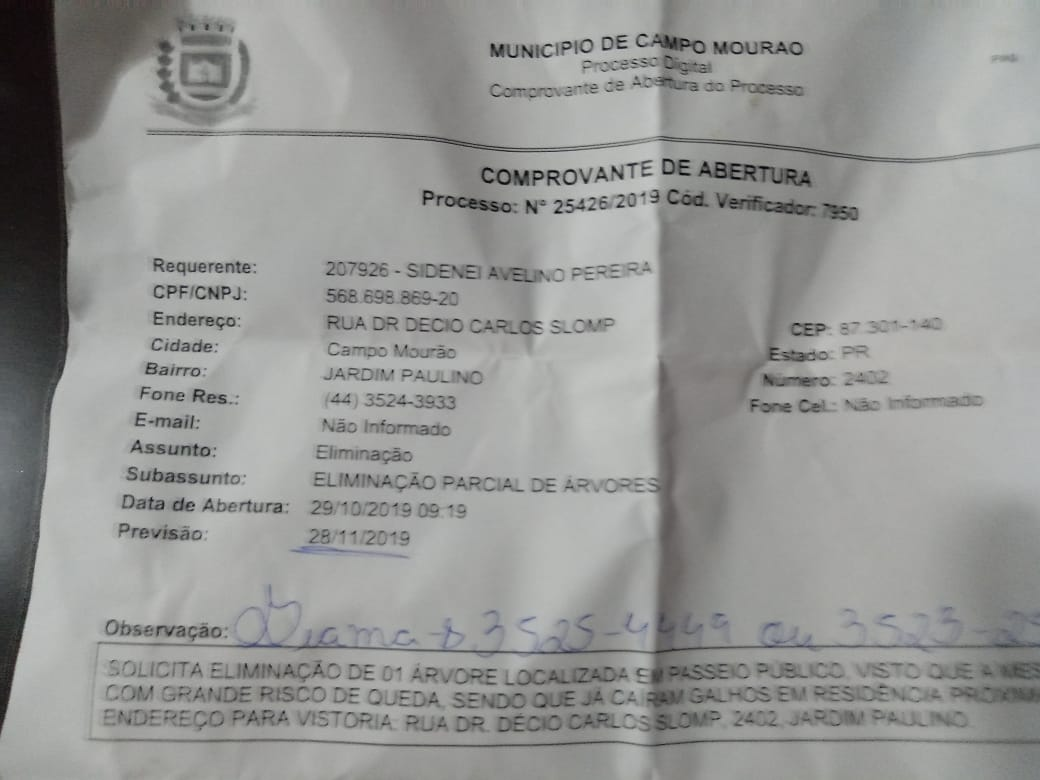 MUNICIPIO DE CAMPO MOURAO
Processo Digital
Comprovante de Abertura do Processo
COMPROVANTE DE ABERTURA
Processo: N° 25426/2019 Cód. Verificador: 7950
Requerente: 207926 - SIDENEI AVELINO PEREIRA
CPF/CNPJ: 568.698.869-20
Endereço: RUA DR DECIO CARLOS SLOMP CEP: 87.301-140
Cidade: Campo Mourão Estado: PR
Bairro: JARDIM PAULINO Número: 2402
Fone Res.: (44) 3524-3933 Fone Cel.: Não Informado
E-mail: Não Informado
Assunto: Eliminação
Subassunto: ELIMINAÇÃO PARCIAL DE ÁRVORES
Data de Abertura: 29/10/2019 09:19
Previsão: 28/11/2019
Observação: 3525-4449 ou 3523-
SOLICITA ELIMINAÇÃO DE 01 ÁRVORE LOCALIZADA EM PASSEIO PÚBLICO, VISTO QUE A MES
COM GRANDE RISCO DE QUEDA, SENDO QUE JÁ CAÍRAM GALHOS EM RESIDÊNCIA PRÓXIMA
ENDEREÇO PARA VISTORIA: RUA DR. DÉCIO CARLOS SLOMP, 2402, JARDIM PAULINO.